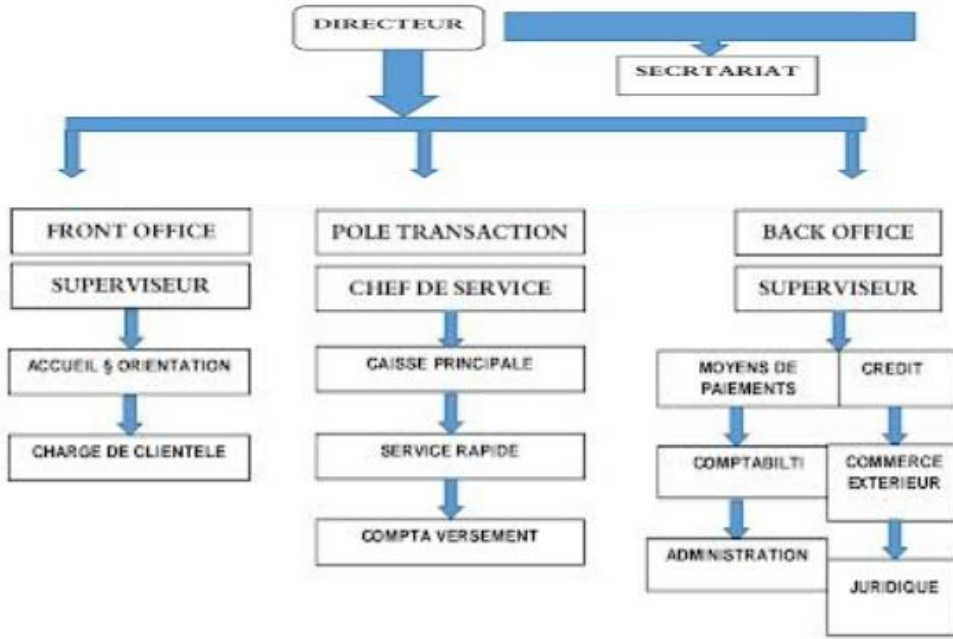 DIRECTEUR
SECRTARIAT
FRONT OFFICE
SUPERVISEUR
ACCUEIL § ORIENTATION
CHARGE DE CLIENTELE
POLE TRANSACTION
CHEF DE SERVICE
CAISSE PRINCIPALE
SERVICE RAPIDE
COMPTA VERSEMENT
BACK OFFICE
SUPERVISEUR
MOYENS DE
PAIEMENTS
COMPTABILTI
ADMINISTRATION
CREDIT
COMMERCE
EXTERIEUR
JURIDIQUE